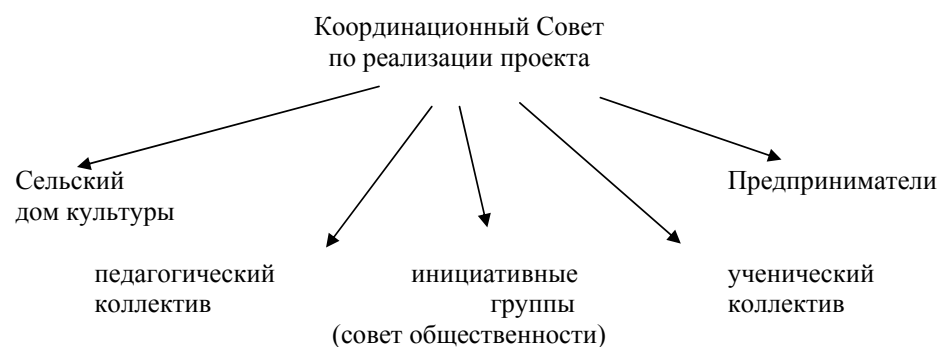 Координационный Совет
по реализации проекта
Сельский
дом культуры
Предприниматели
педагогический
коллектив
инициативные
группы
(совет общественности)
ученический
коллектив